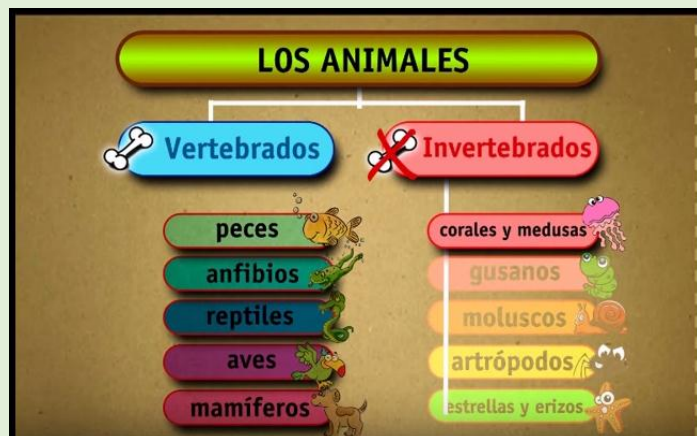 LOS ANIMALES
Vertebrados
Invertebrados
peces
anfibios
reptiles
aves
mamíferos
corales y medusas
gusanos
moluscos
artrópodos
estrellas y erizos